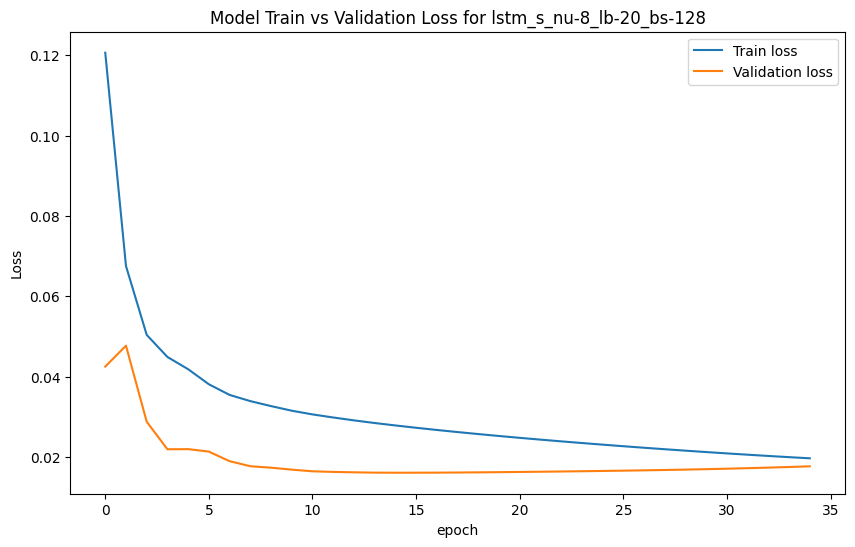 Model Train vs Validation Loss for lstm_s_nu-8_lb-20_bs-128
Train loss
Validation loss
0.12
0.10
0.08
0.06
0.04
0.02
Loss
0 5 10 15 20 25 30 35
epoch